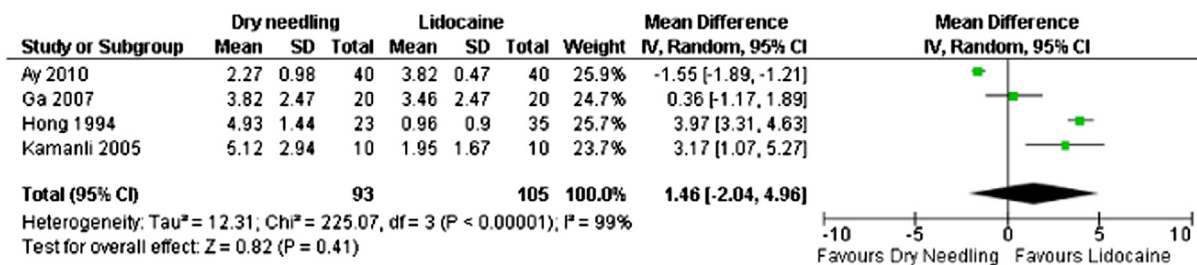 Dry needling Lidocaine Mean Difference Mean Difference
Study or Subgroup Mean SD Total Mean SD Total Weight IV, Random, 95% CI IV, Random, 95% CI
Ay 2010 2.27 0.98 40 3.82 0.47 40 25.9% -1.55 [-1.89, -1.21]
Ga 2007 3.82 2.47 20 3.46 2.47 20 24.7% 0.36 [-1.17, 1.89]
Hong 1994 4.93 1.44 23 0.96 0.9 35 25.7% 3.97 [3.31, 4.63]
Kamanli 2005 5.12 2.94 10 1.95 1.67 10 23.7% 3.17 [1.07, 5.27]
Total (95% CI) 93 105 100.0% 1.46 [-2.04, 4.96]
Heterogeneity: Tau² = 12.31; Chi² = 225.07, df = 3 (P < 0.00001); I² = 99%
Test for overall effect: Z = 0.82 (P = 0.41)
-10 -5 0 5 10
Favours Dry Needling Favours Lidocaine